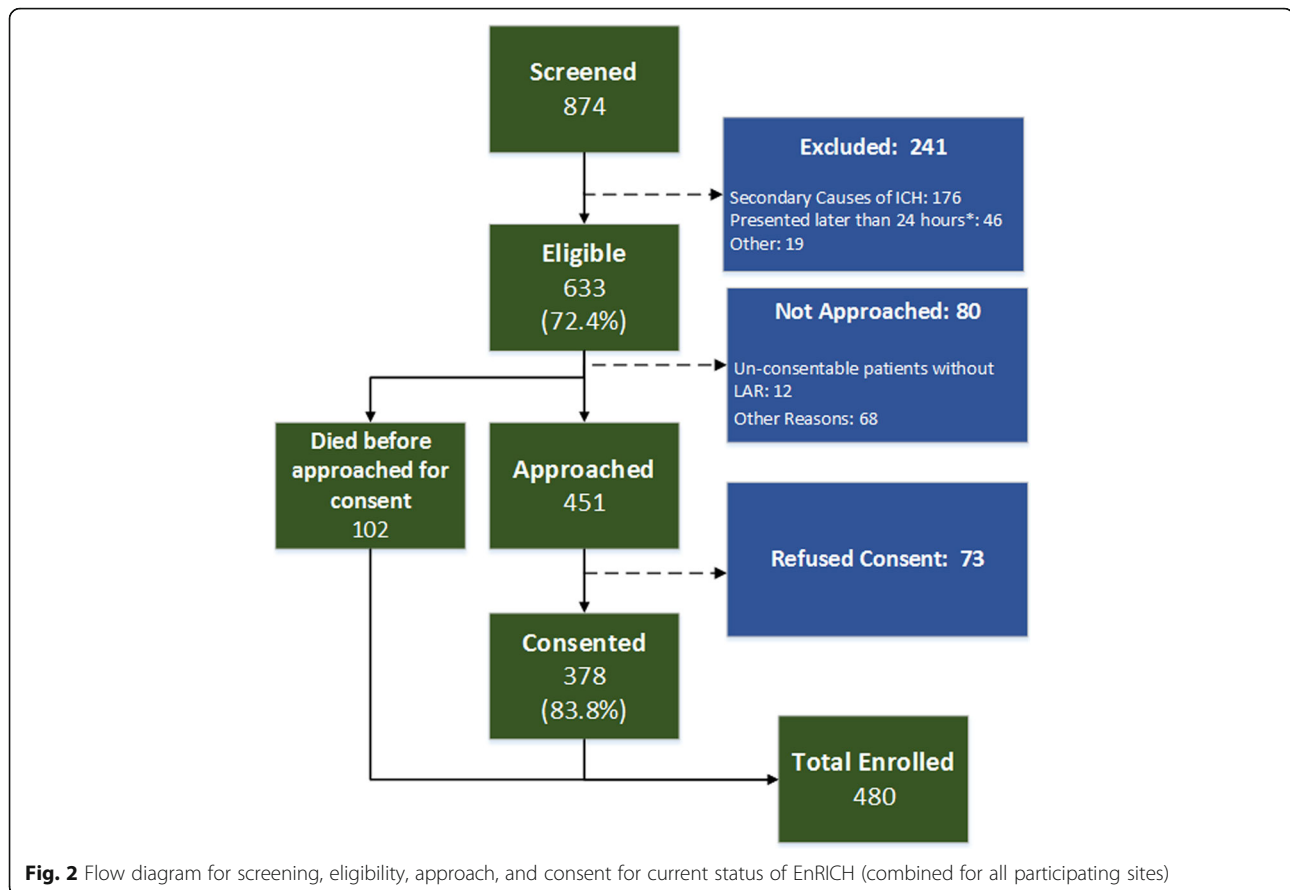 Screened
874
Excluded: 241
Secondary Causes of ICH: 176
Presented later than 24 hours*: 46
Other: 19
Eligible
633
(72.4%)
Not Approached: 80
Un-consentable patients without
LAR: 12
Other Reasons: 68
Died before
approached for
consent
102
Approached
451
Refused Consent: 73
Consented
378
(83.8%)
Total Enrolled
480
Fig. 2 Flow diagram for screening, eligibility, approach, and consent for current status of EnRICH (combined for all participating sites)